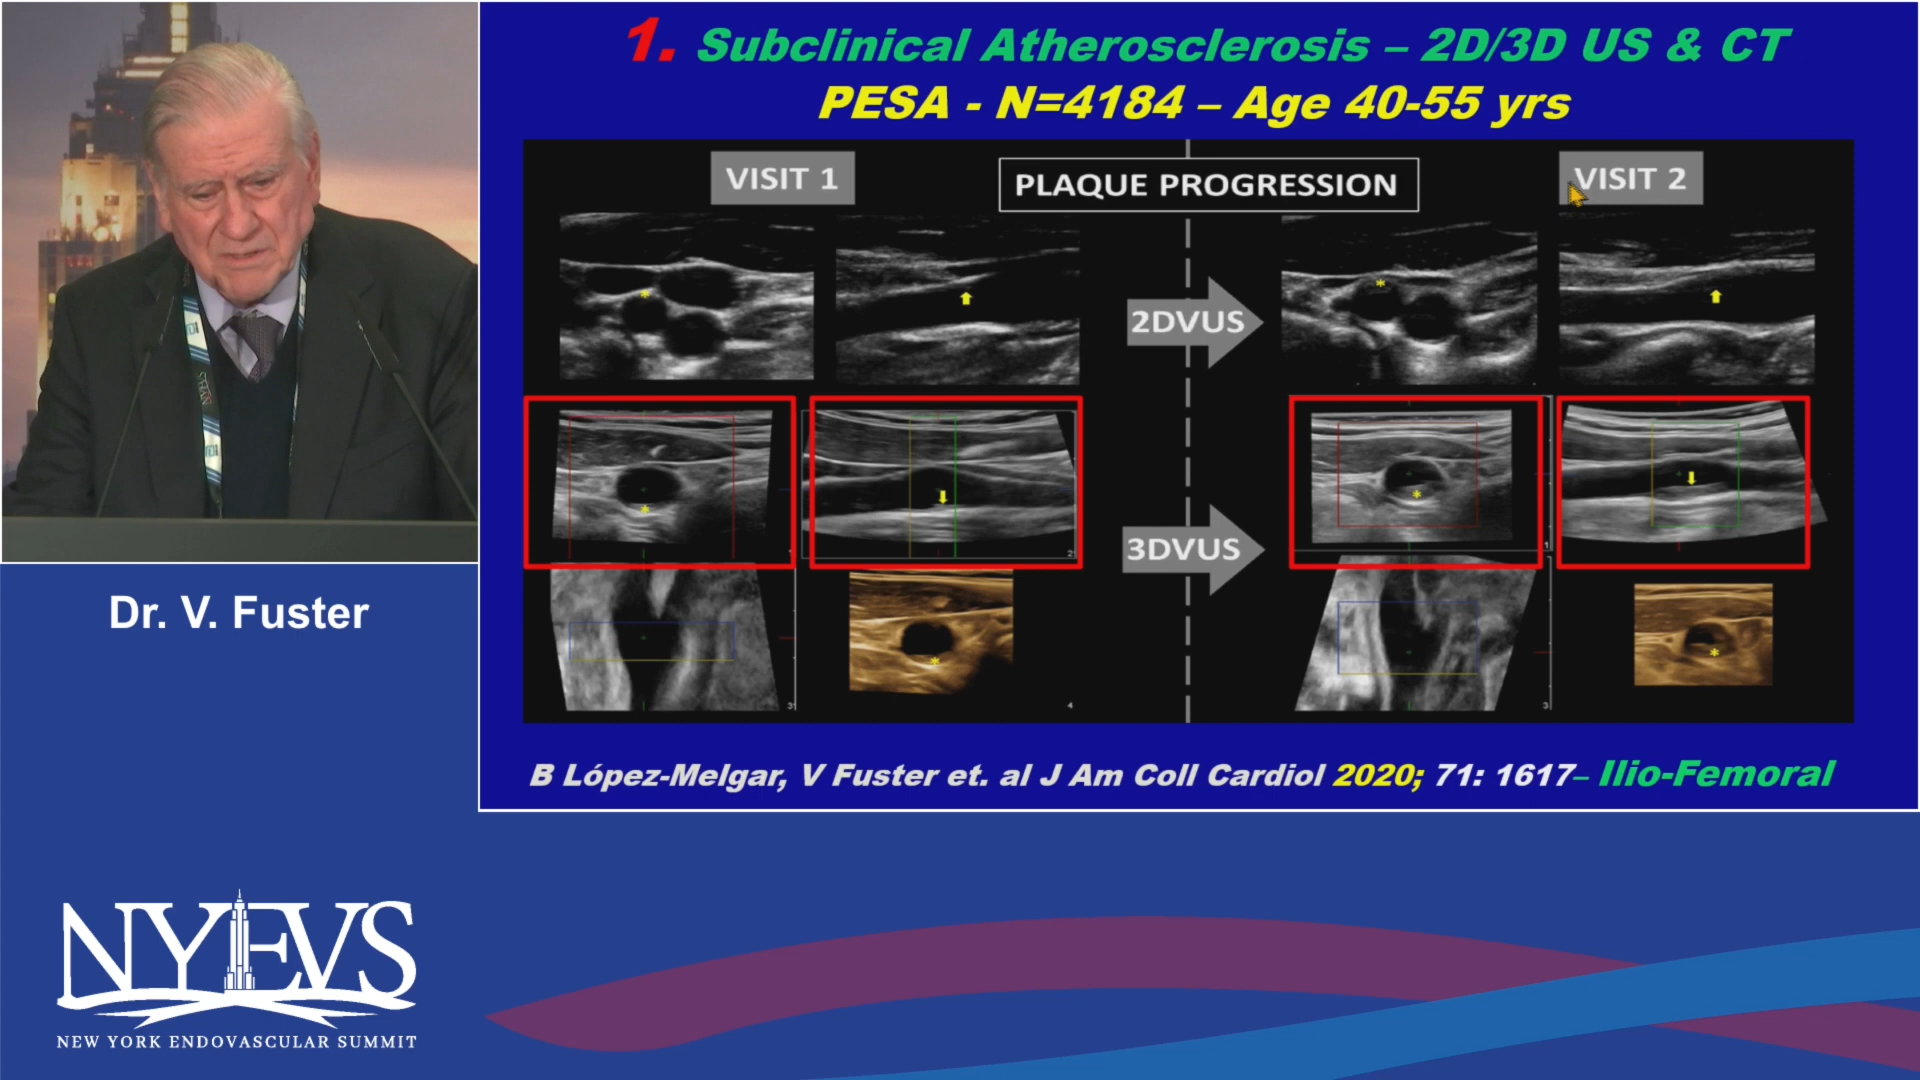 1. Subclinical Atherosclerosis – 2D/3D US & CT
PESA - N=4184 – Age 40-55 yrs
VISIT 1
PLAQUE PROGRESSION
VISIT 2
2DVUS
3DVUS
B López-Melgar, V Fuster et. al J Am Coll Cardiol 2020; 71: 1617– Ilio-Femoral
Dr. V. Fuster
NYEVS
NEW YORK ENDOVASCULAR SUMMIT